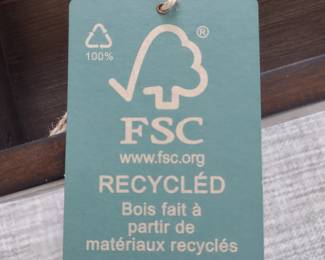 ®
100%
FSC
www.fsc.org
RECYCLÉD
Bois fait à
partir de
matériaux recyclés